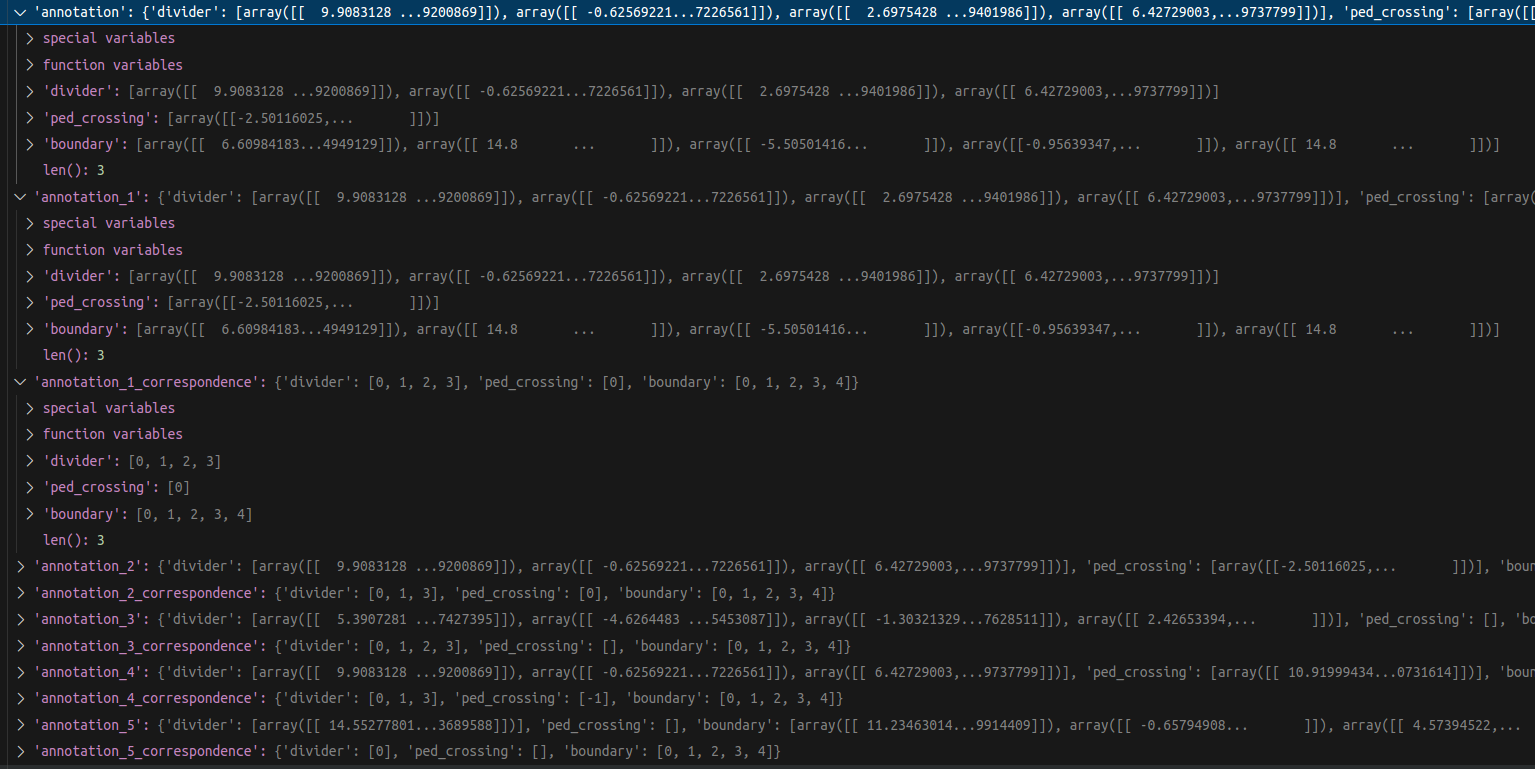 'annotation': {'divider': [array([[  9.9083128 ...9200869]]), array([[ -0.62569221...7226561]]), array([[  2.6975428 ...9401986]]), array([[ 6.42729003,...9737799]])], 'ped_crossing': [array([[
special variables
function variables
'divider': [array([[  9.9083128 ...9200869]]), array([[ -0.62569221...7226561]]), array([[  2.6975428 ...9401986]]), array([[ 6.42729003,...9737799]])]
'ped_crossing': [array([[-2.50116025,...       ]])]
'boundary': [array([[  6.60984183...4949129]]), array([[ 14.8       ...       ]]), array([[ -5.50501416...       ]]), array([[-0.95639347,...       ]]), array([[ 14.8       ...       ]])]
len(): 3
'annotation_1': {'divider': [array([[  9.9083128 ...9200869]]), array([[ -0.62569221...7226561]]), array([[  2.6975428 ...9401986]]), array([[ 6.42729003,...9737799]])], 'ped_crossing': [array(
special variables
function variables
'divider': [array([[  9.9083128 ...9200869]]), array([[ -0.62569221...7226561]]), array([[  2.6975428 ...9401986]]), array([[ 6.42729003,...9737799]])]
'ped_crossing': [array([[-2.50116025,...       ]])]
'boundary': [array([[  6.60984183...4949129]]), array([[ 14.8       ...       ]]), array([[ -5.50501416...       ]]), array([[-0.95639347,...       ]]), array([[ 14.8       ...       ]])]
len(): 3
'annotation_1_correspondence': {'divider': [0, 1, 2, 3], 'ped_crossing': [0], 'boundary': [0, 1, 2, 3, 4]}
special variables
function variables
'divider': [0, 1, 2, 3]
'ped_crossing': [0]
'boundary': [0, 1, 2, 3, 4]
len(): 3
'annotation_2': {'divider': [array([[  9.9083128 ...9200869]]), array([[ -0.62569221...7226561]]), array([[ 6.42729003,...9737799]])], 'ped_crossing': [array([[-2.50116025,...       ]])], 'boun
'annotation_2_correspondence': {'divider': [0, 1, 3], 'ped_crossing': [0], 'boundary': [0, 1, 2, 3, 4]}
'annotation_3': {'divider': [array([[  5.3907281 ...7427395]]), array([[ -4.6264483 ...5453087]]), array([[ -1.30321329...7628511]]), array([[ 2.42653394,...       ]])], 'ped_crossing': [], 'bo
'annotation_3_correspondence': {'divider': [0, 1, 2, 3], 'ped_crossing': [], 'boundary': [0, 1, 2, 3, 4]}
'annotation_4': {'divider': [array([[  9.9083128 ...9200869]]), array([[ -0.62569221...7226561]]), array([[ 6.42729003,...9737799]])], 'ped_crossing': [array([[ 10.91999434...0731614]])], 'boun
'annotation_4_correspondence': {'divider': [0, 1, 3], 'ped_crossing': [-1], 'boundary': [0, 1, 2, 3, 4]}
'annotation_5': {'divider': [array([[ 14.55277801...3689588]])], 'ped_crossing': [], 'boundary': [array([[ 11.23463014...9914409]]), array([[ -0.65794908...       ]]), array([[ 4.57394522,...
'annotation_5_correspondence': {'divider': [0], 'ped_crossing': [], 'boundary': [0, 1, 2, 3, 4]}